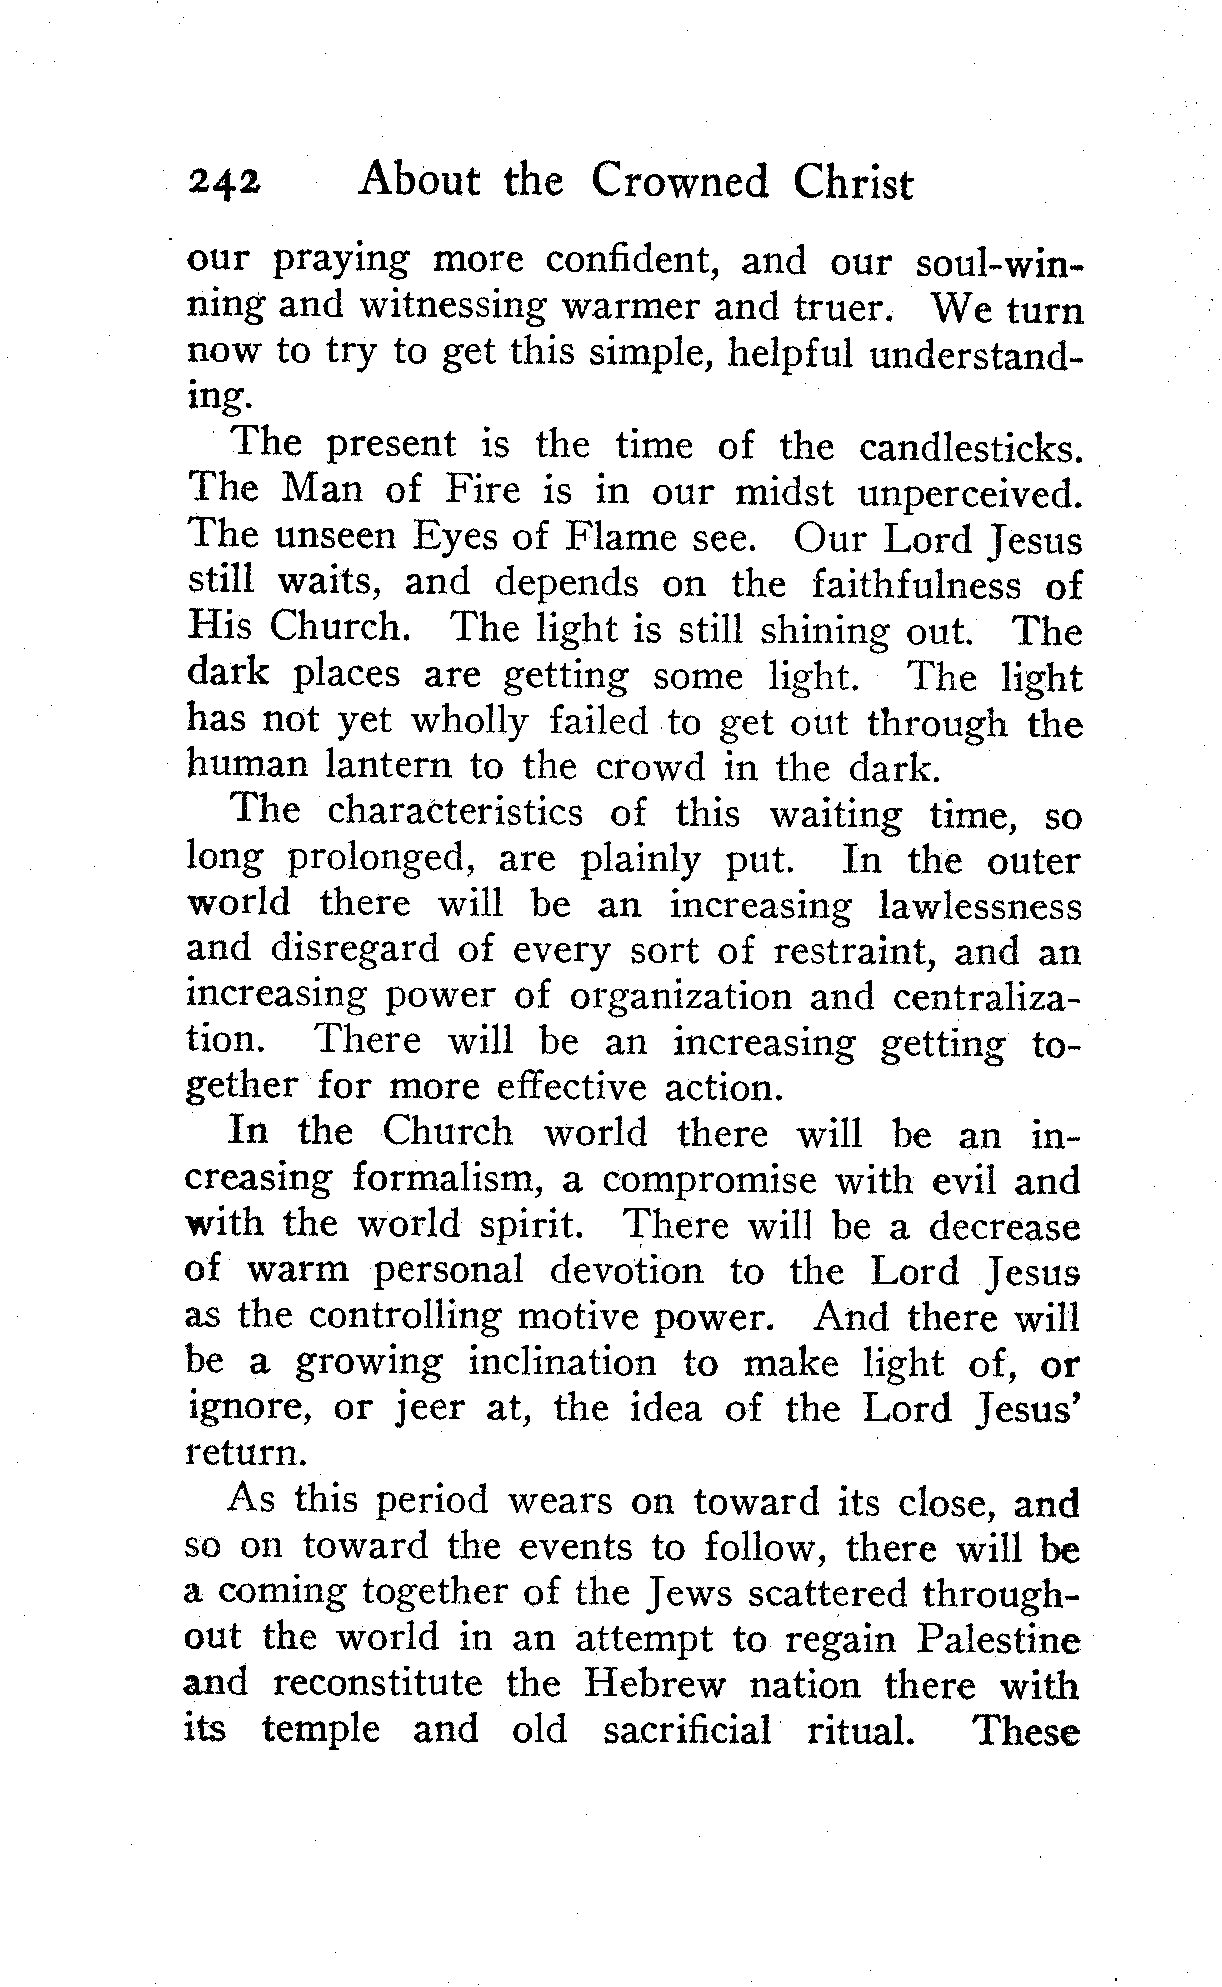 242 About the Crowned Christ
our praying more confident, and our soul-win-
ning and witnessing warmer and truer. We turn
now to try to get this simple, helpful understand-
ing.
The present is the time of the candlesticks.
The Man of Fire is in our midst unperceived.
The unseen Eyes of Flame see. Our Lord Jesus
still waits, and depends on the faithfulness of
His Church. The light is still shining out. The
dark places are getting some light. The light
has not yet wholly failed to get out through the
human lantern to the crowd in the dark.
The characteristics of this waiting time, so
long prolonged, are plainly put. In the outer
world there will be an increasing lawlessness
and disregard of every sort of restraint, and an
increasing power of organization and centraliza-
tion. There will be an increasing getting to-
gether for more effective action.
In the Church world there will be an in-
creasing formalism, a compromise with evil and
with the world spirit. There will be a decrease
of warm personal devotion to the Lord Jesus
as the controlling motive power. And there will
be a growing inclination to make light of, or
ignore, or jeer at, the idea of the Lord Jesus'
return.
As this period wears on toward its close, and
so on toward the events to follow, there will be
a coming together of the Jews scattered through-
out the world in an attempt to regain Palestine
and reconstitute the Hebrew nation there with
its temple and old sacrificial ritual. These